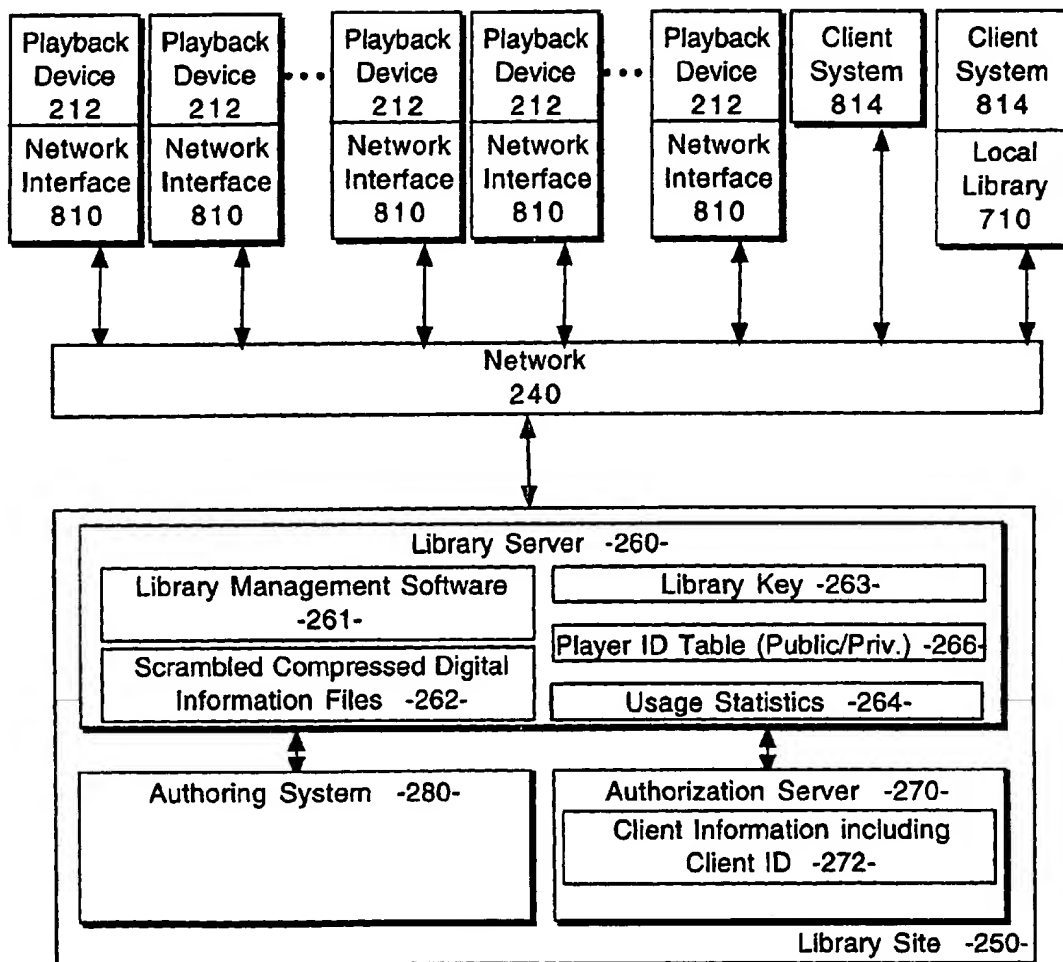 Playback Device 212
Network Interface 810
Playback Device 212
Network Interface 810
Playback Device 212
Network Interface 810
Playback Device 212
Network Interface 810
Playback Device 212
Network Interface 810
Client System 814
Client System 814
Local Library 710
Network
240
Library Server -260-
Library Management Software
-261-
Scrambled Compressed Digital
Information Files -262-
Library Key -263-
Player ID Table (Public/Priv.) -266-
Usage Statistics -264-
Authoring System -280-
Authorization Server -270-
Client Information including
Client ID -272-
Library Site -250-